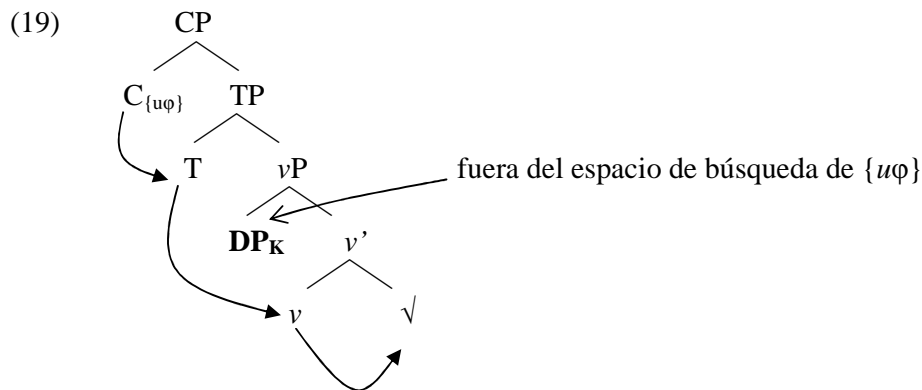 (19) CP
C{uφ} TP
T vP
fuera del espacio de búsqueda de {uφ}
DPK v’
v √